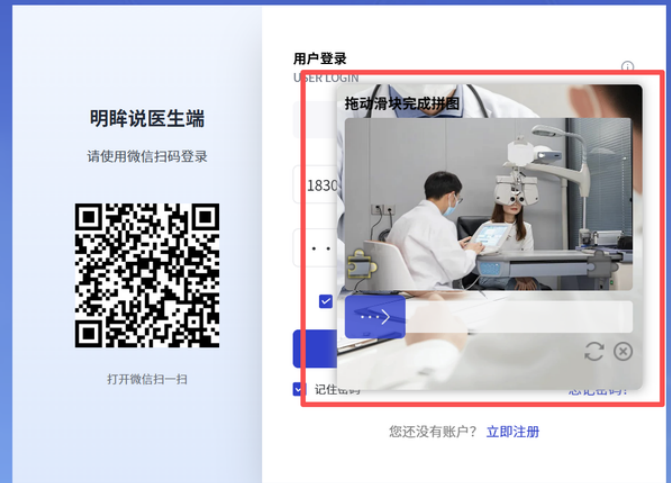 明眸说医生端
请使用微信扫码登录
打开微信扫一扫
用户登录
USER LOGIN
拖动滑块完成拼图
1830
记住密码
忘记密码?
您还没有账户? 立即注册